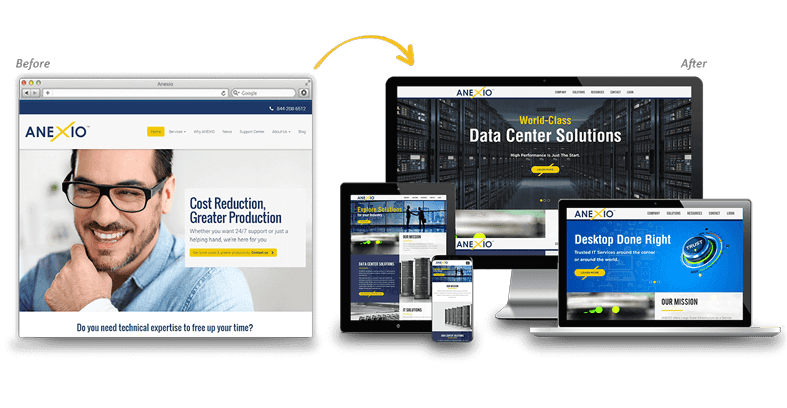 Before
After
Anexio
Google
844-208-6512
ANEXIO™
Home Services Why ANEXIO News Support Center About Us Blog
Cost Reduction,
Greater Production
Whether you want 24/7 support or just a
helping hand, we're here for you.
Contact us
Do you need technical expertise to free up your time?
ANEXIO
COMPANY SOLUTIONS RESOURCES CONTACT LOGIN
World-Class
Data Center Solutions
High Performance Is Just The Start.
LEARN MORE
ANEXIO
ANEXIO
Explore Solutions
for your Industry
OUR MISSION
DATA CENTER SOLUTIONS
IT SOLUTIONS
ANEXIO
OUR MISSION
ANEXIO
COMPANY SOLUTIONS RESOURCES CONTACT LOGIN
Desktop Done Right
Trusted IT Services around the corner
or around the world.
LEARN MORE
TRUST
OUR MISSION